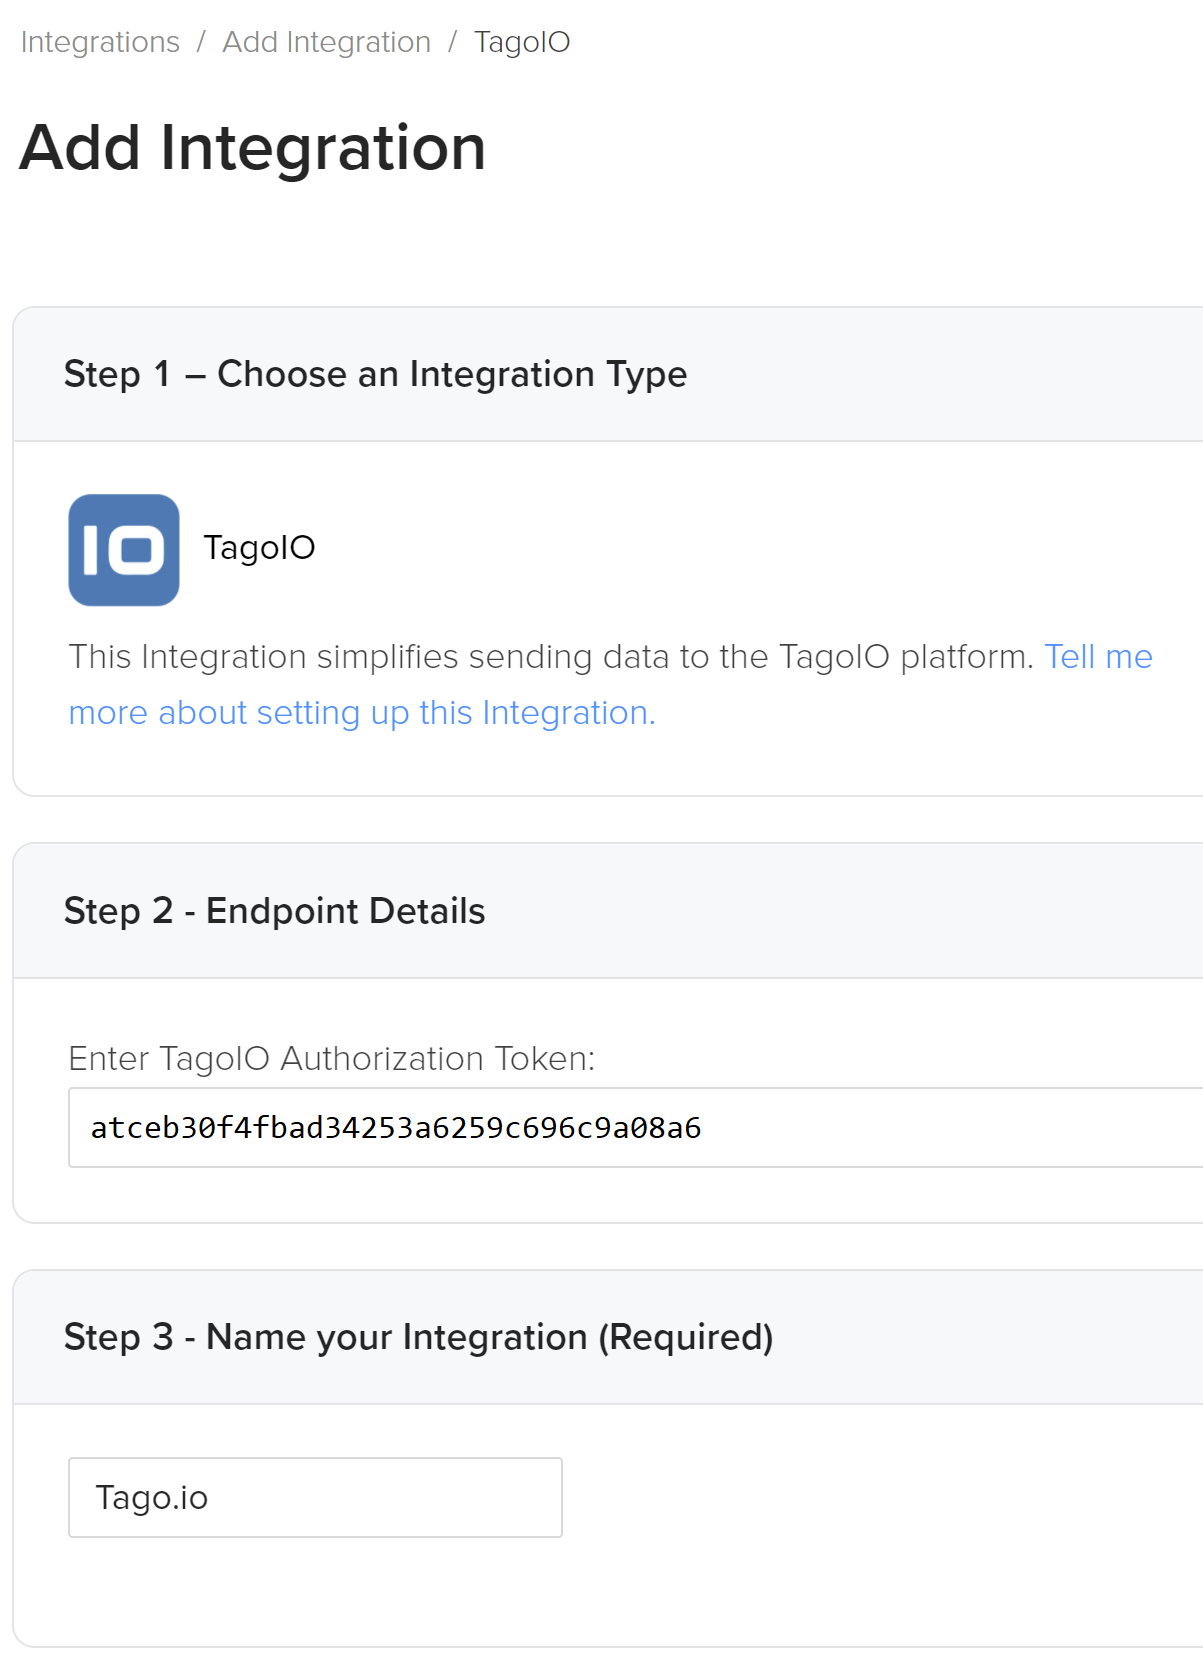 Integrations / Add Integration / TagoIO
Add Integration
Step 1 – Choose an Integration Type
IO
TagoIO
This Integration simplifies sending data to the TagoIO platform. Tell me
more about setting up this Integration.
Step 2 - Endpoint Details
Enter TagoIO Authorization Token:
atceb30f4fbad34253a6259c696c9a08a6
Step 3 - Name your Integration (Required)
Tago.io